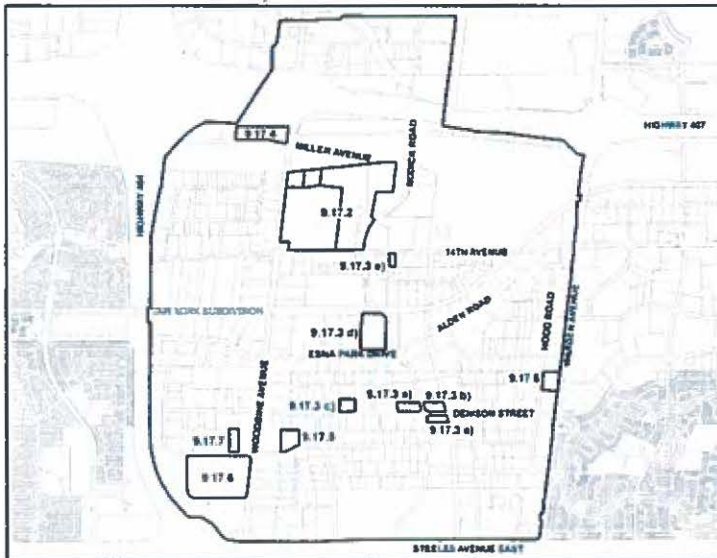 9.17.4
MILLER AVENUE
RODICK ROAD
HIGHWAY 407
HIGHWAY 404
9.17.2
14TH AVENUE
9.17.3 e)
ALDEN ROAD
HOOD ROAD
WARDEN AVENUE
9.17.3 d)
ESNA PARK DRIVE
WOODBINE AVENUE
9.17.3 c)
9.17.3 a)
9.17.3 b)
DENISON STREET
9.17.3 a)
9.17.7
9.17.5
9.17.6
STEELES AVENUE EAST